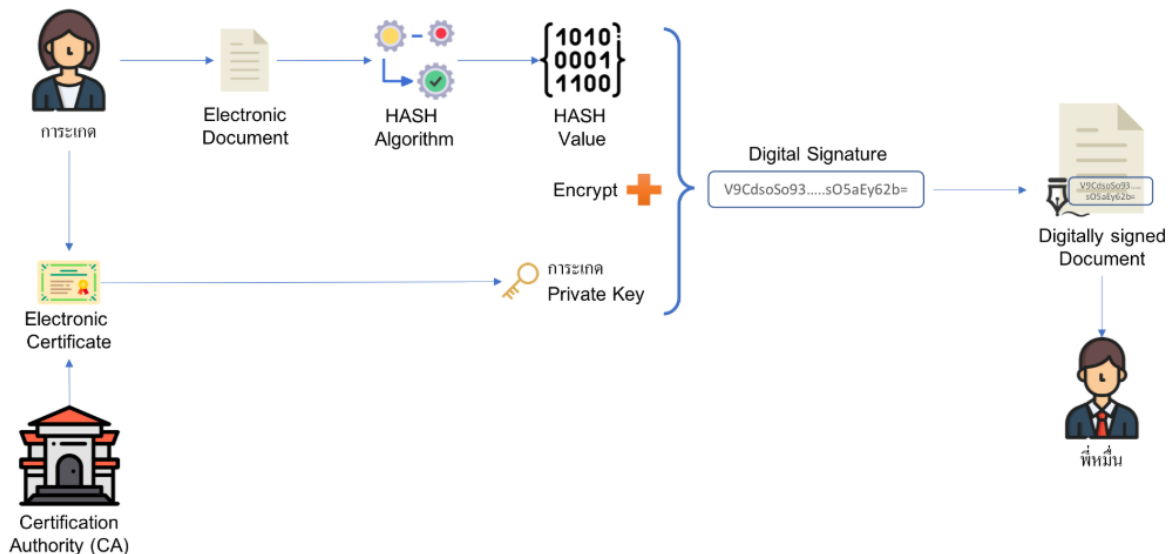 การะเกด
Electronic
Document
HASH
Algorithm
1010
0001
1100
HASH
Value
Encrypt
Digital Signature
V9CdsoSo93.....sO5aEy62b=
V9CdsoSo93....
sO5aEy62b=
Digitally signed
Document
Electronic
Certificate
การะเกด
Private Key
Certification
Authority (CA)
พี่หมื่น